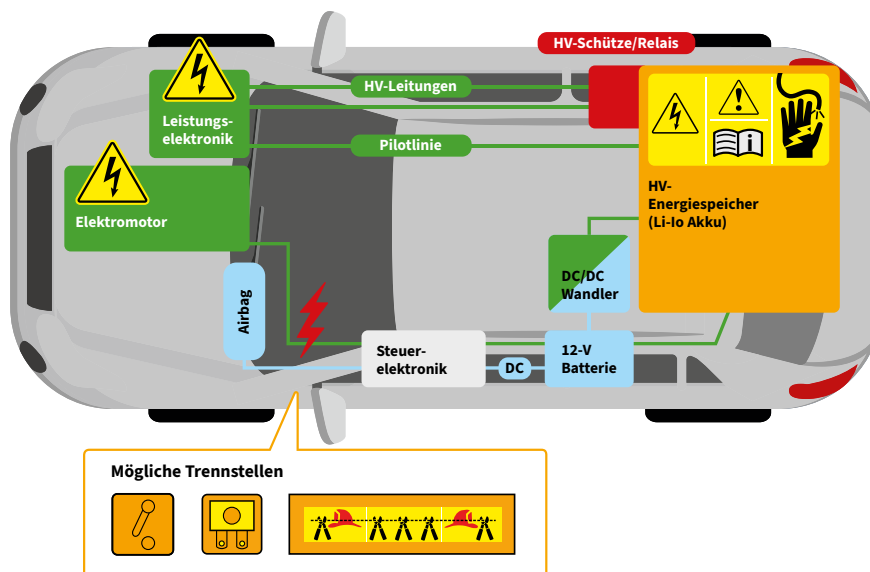 HV-Schütze/Relais
HV-Leitungen
Leistungs-
elektronik
Pilotlinie
i
HV-
Energiespeicher
(Li-Io Akku)
Elektromotor
DC/DC
Wandler
Airbag
Steuer-
elektronik
DC
12-V
Batterie
Mögliche Trennstellen